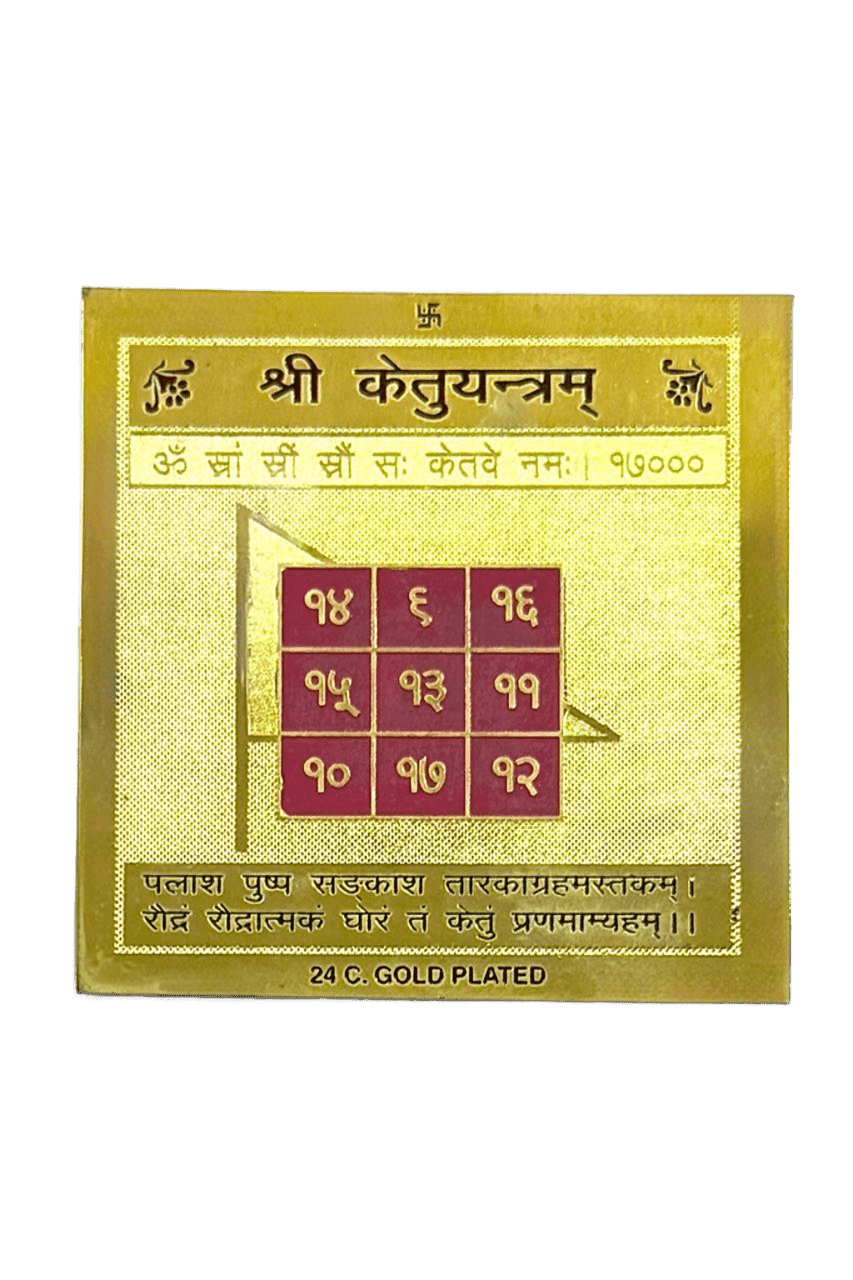 श्री केतुयन्त्रम्
ॐ स्रां स्रीं स्रौं सः केतवे नमः। १७०००
१४ ९ १६
१५ १३ ११
१० १७ १२
पलाश पुष्प सङ्काश तारकाग्रहमस्तकम्।
रौद्रं रौद्रात्मकं घोरं तं केतुं प्रणमाम्यहम्।।
24 C. GOLD PLATED